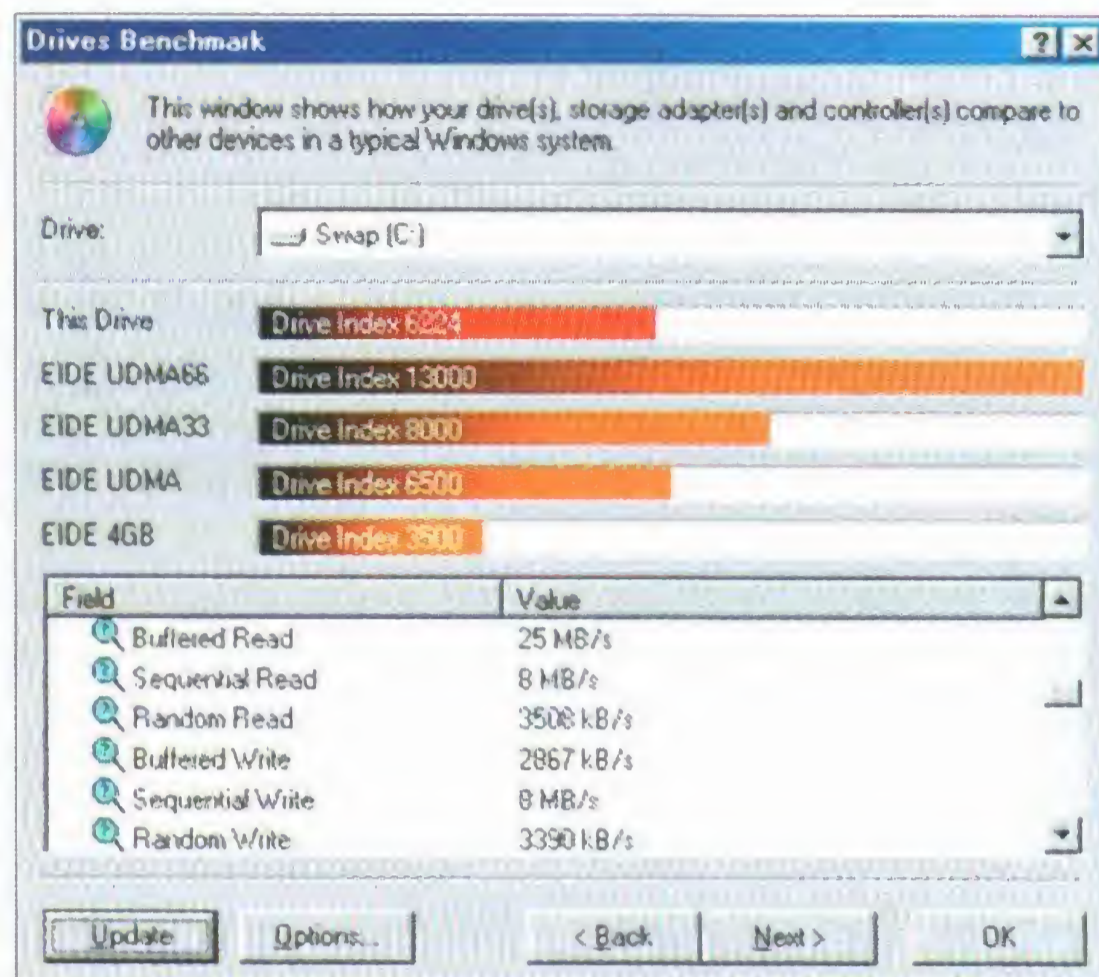 Drives Benchmark
This window shows how your drive(s), storage adapter(s) and controller(s) compare to
other devices in a typical Windows system.
Drive: Swap (C:)
This Drive Drive Index 6224
EIDE UDMA66 Drive Index 13000
EIDE UDMA33 Drive Index 8000
EIDE UDMA Drive Index 6500
EIDE 4GB Drive Index 3500
Field Value
Buffered Read 25 MB/s
Sequential Read 8 MB/s
Random Read 3508 kB/s
Buffered Write 2867 kB/s
Sequential Write 8 MB/s
Random Write 3390 kB/s
Update Options... < Back Next > OK